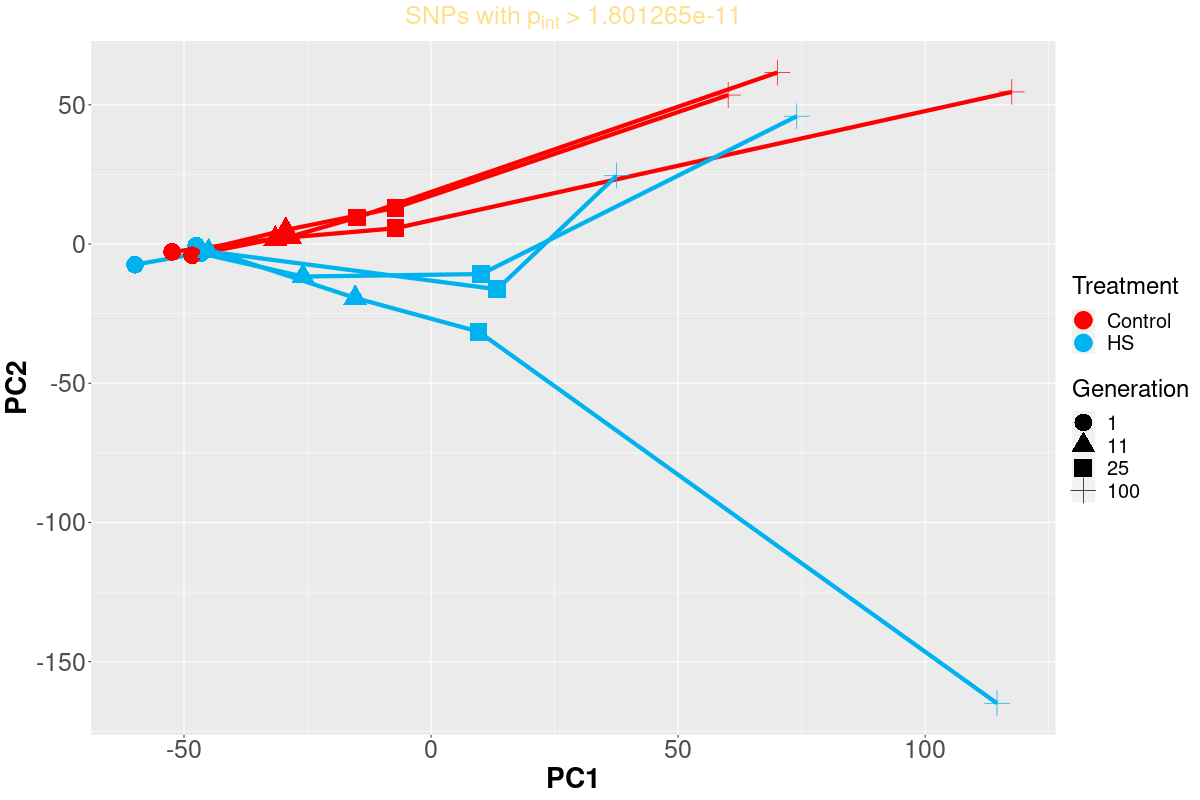 SNPs with pint > 1.801265e-11
50
0
-50
-100
-150
PC2
-50
0
50
100
PC1
Treatment
Control
HS
Generation
1
11
25
100